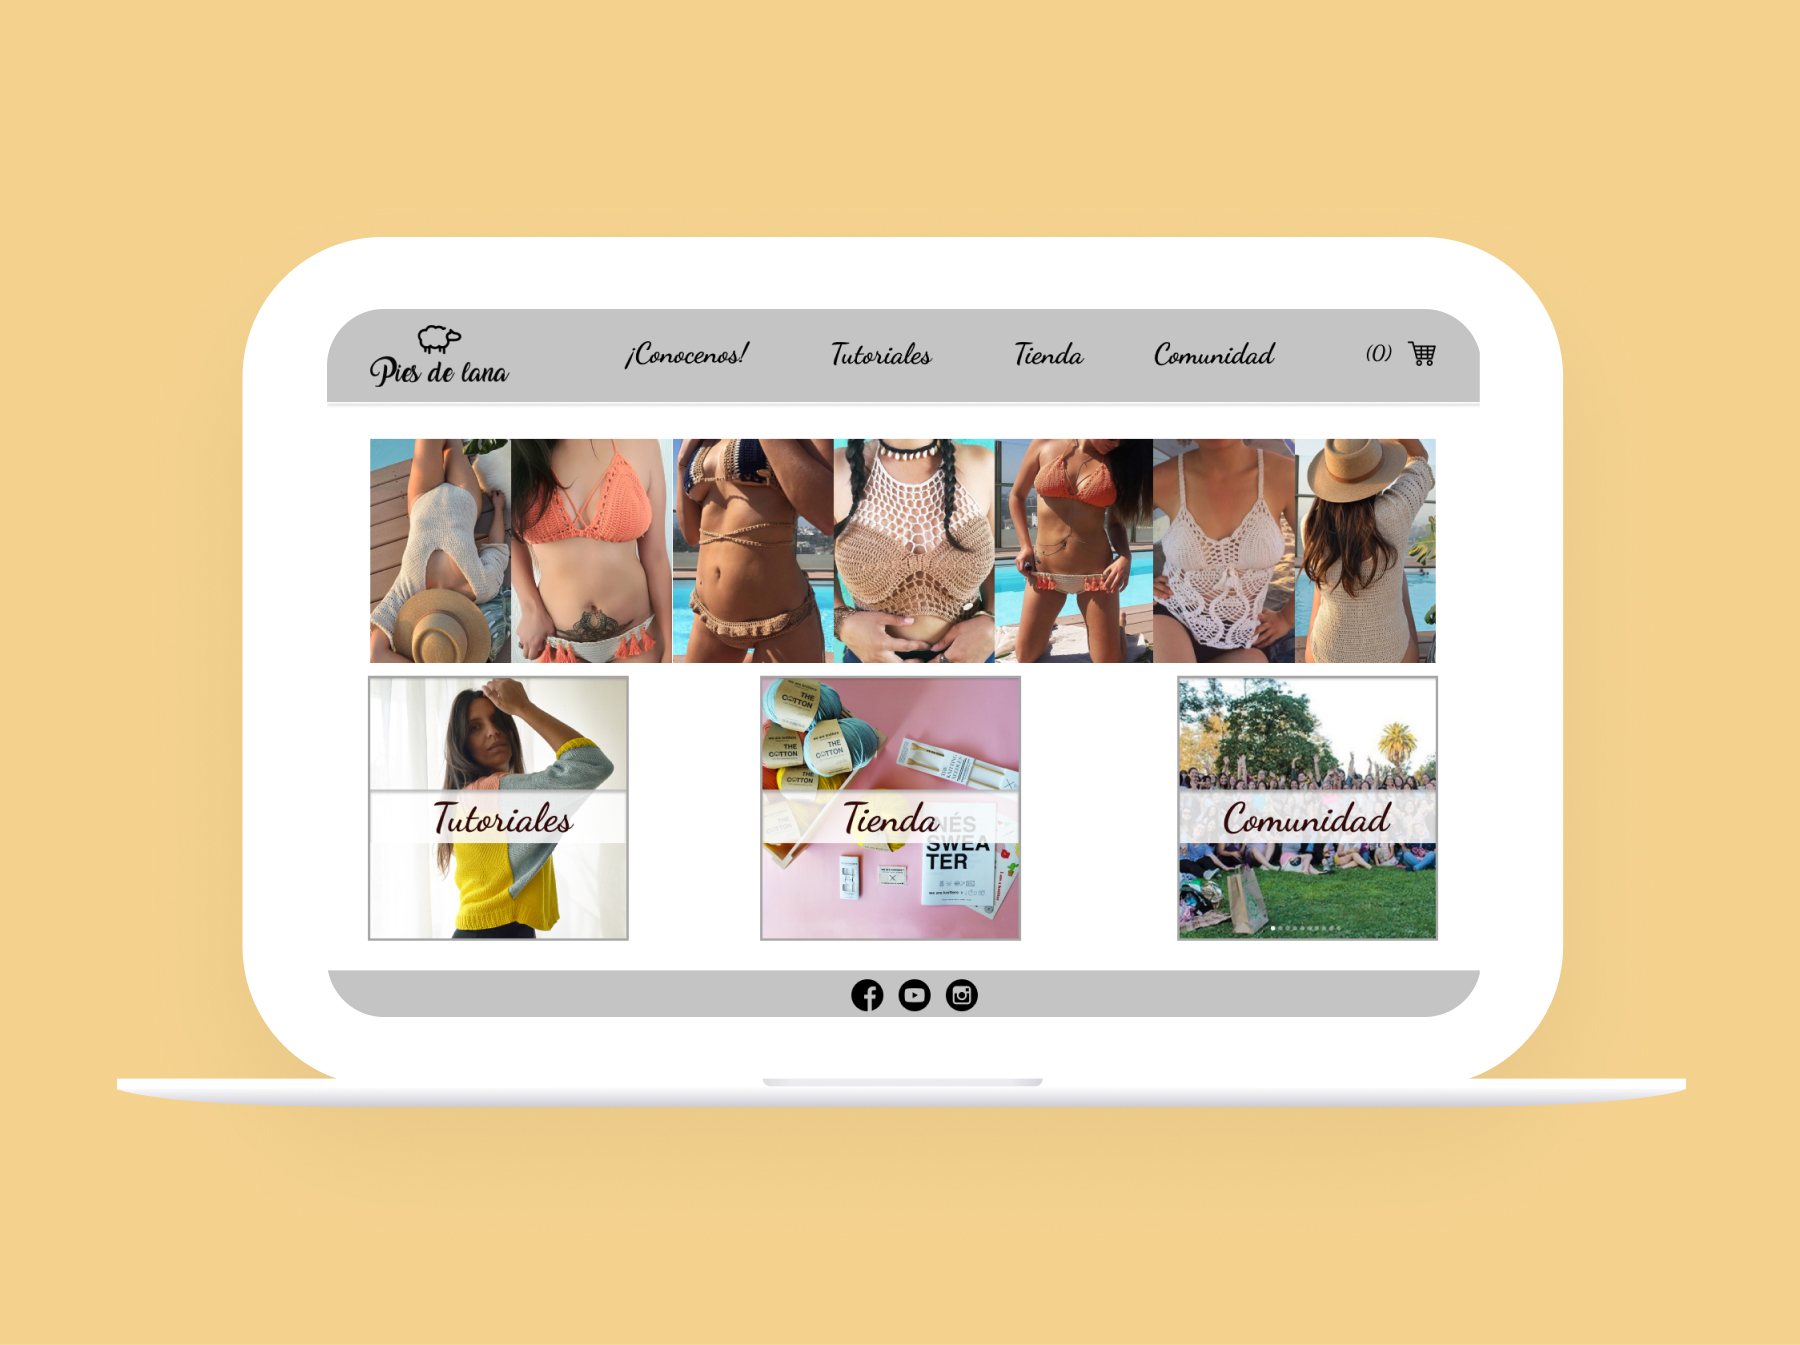 Pies de lana
¡Conocenos!
Tutoriales
Tienda
Comunidad
(0)
THE
COTTON
THE
COTTON
THE
COTTON
THE
COTTON
Tutoriales
Tienda
NÉS
SWEA
TER
Comunidad